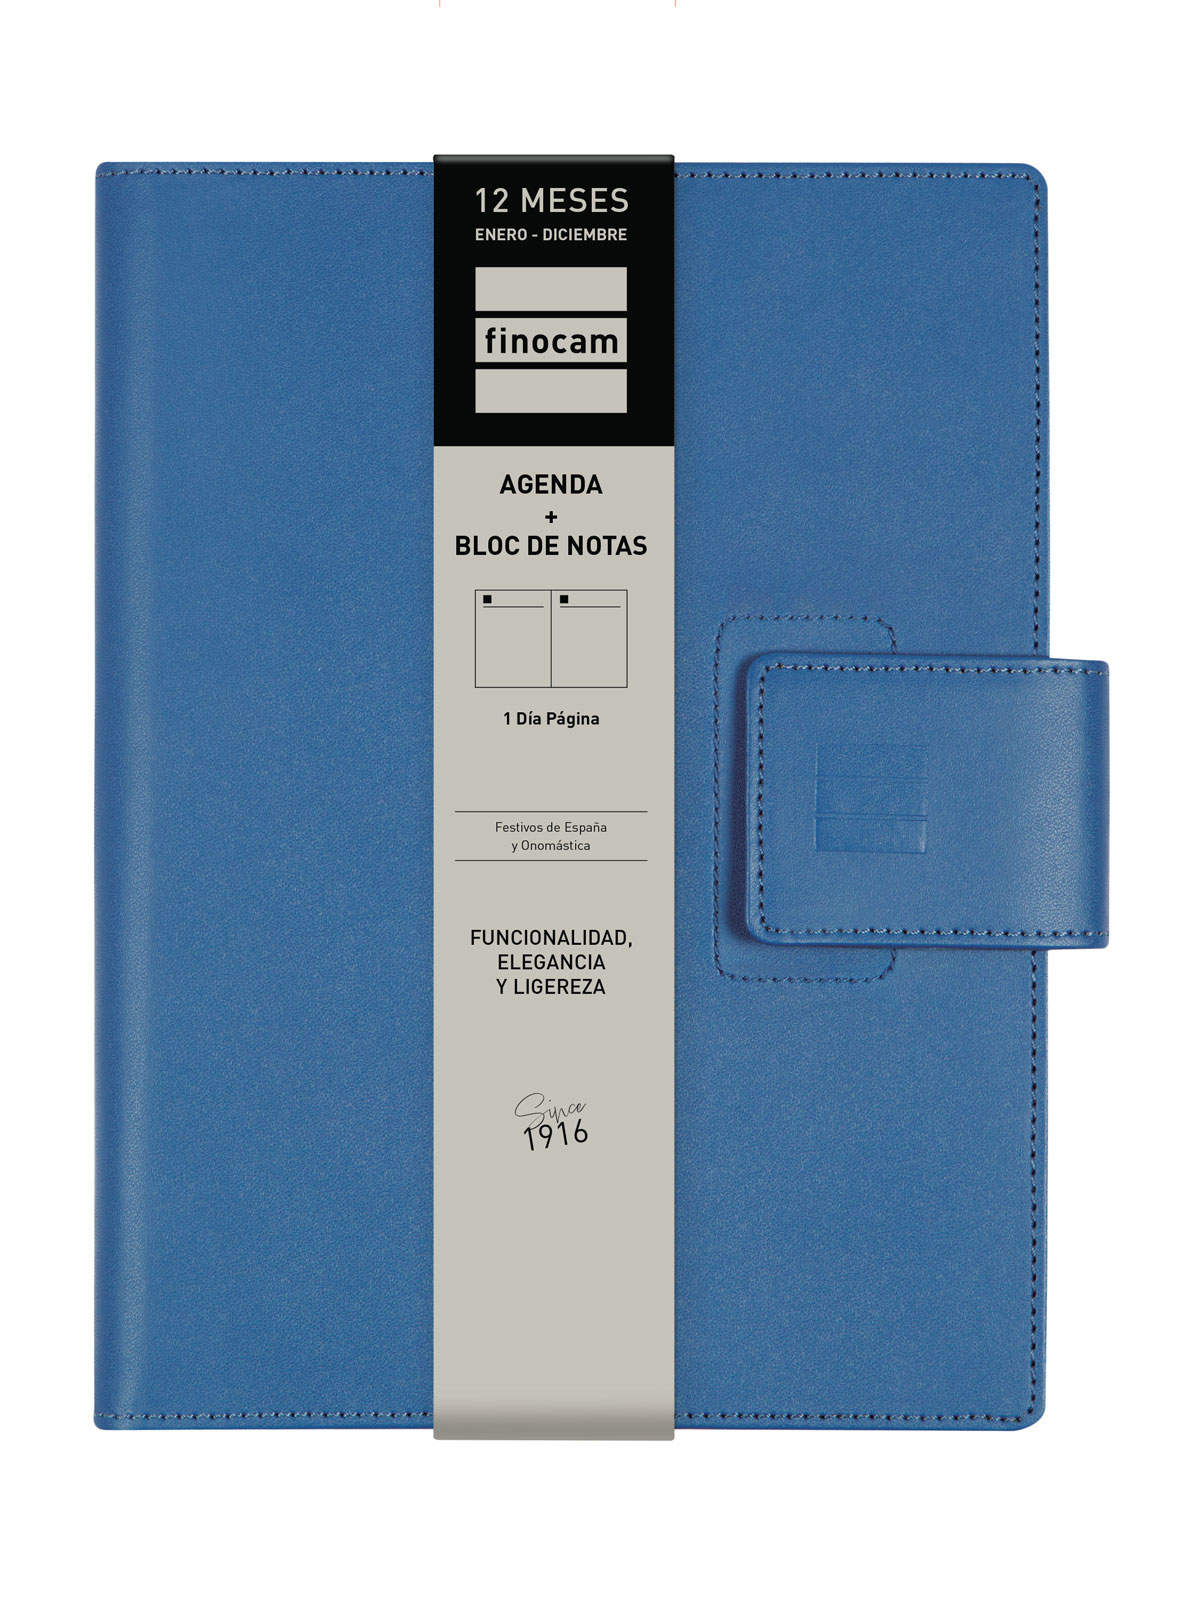 12 MESES
ENERO - DICIEMBRE
finocam
AGENDA
+
BLOC DE NOTAS
1 Día Página
Festivos de España
y Onomástica
FUNCIONALIDAD,
ELEGANCIA
Y LIGEREZA
Since
1916